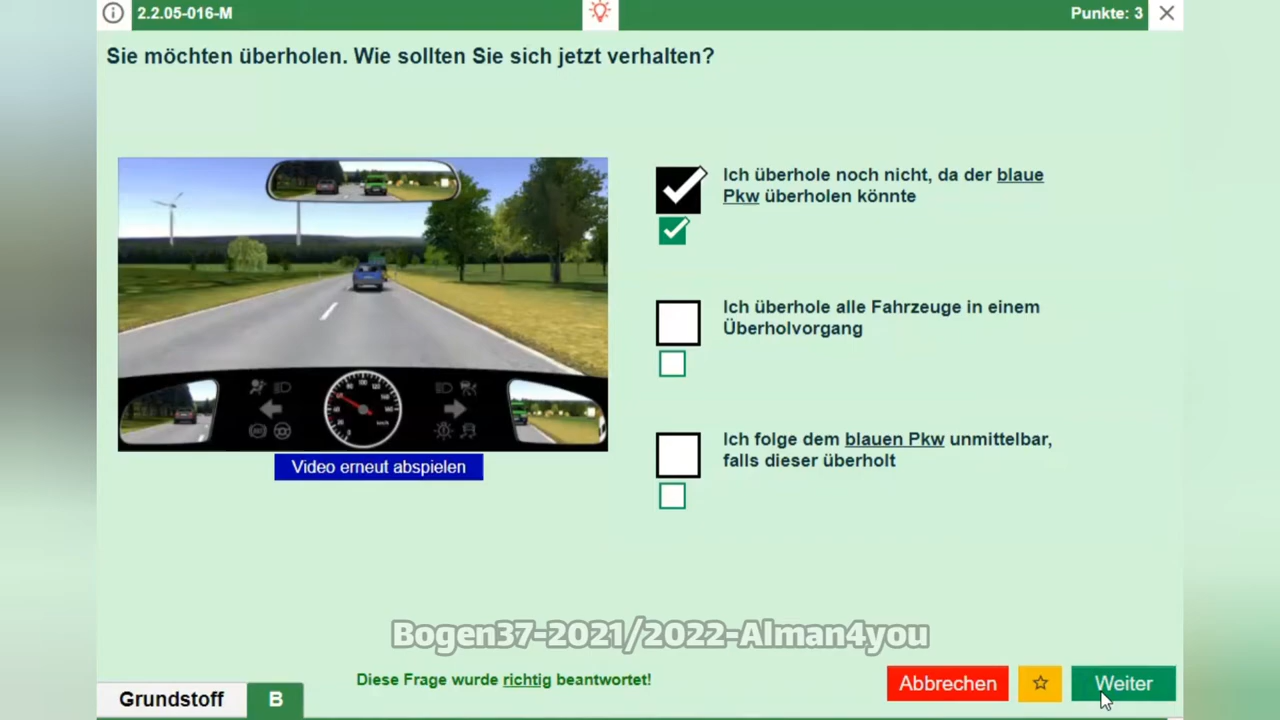 2.2.05-016-M
Punkte: 3
Sie möchten überholen. Wie sollten Sie sich jetzt verhalten?
Ich überhole noch nicht, da der blaue
Pkw überholen könnte
Ich überhole alle Fahrzeuge in einem
Überholvorgang
Ich folge dem blauen Pkw unmittelbar,
falls dieser überholt
Video erneut abspielen
Bogen37-2021/2022-Alman4you
Diese Frage wurde richtig beantwortet!
Abbrechen
Weiter
Grundstoff
B